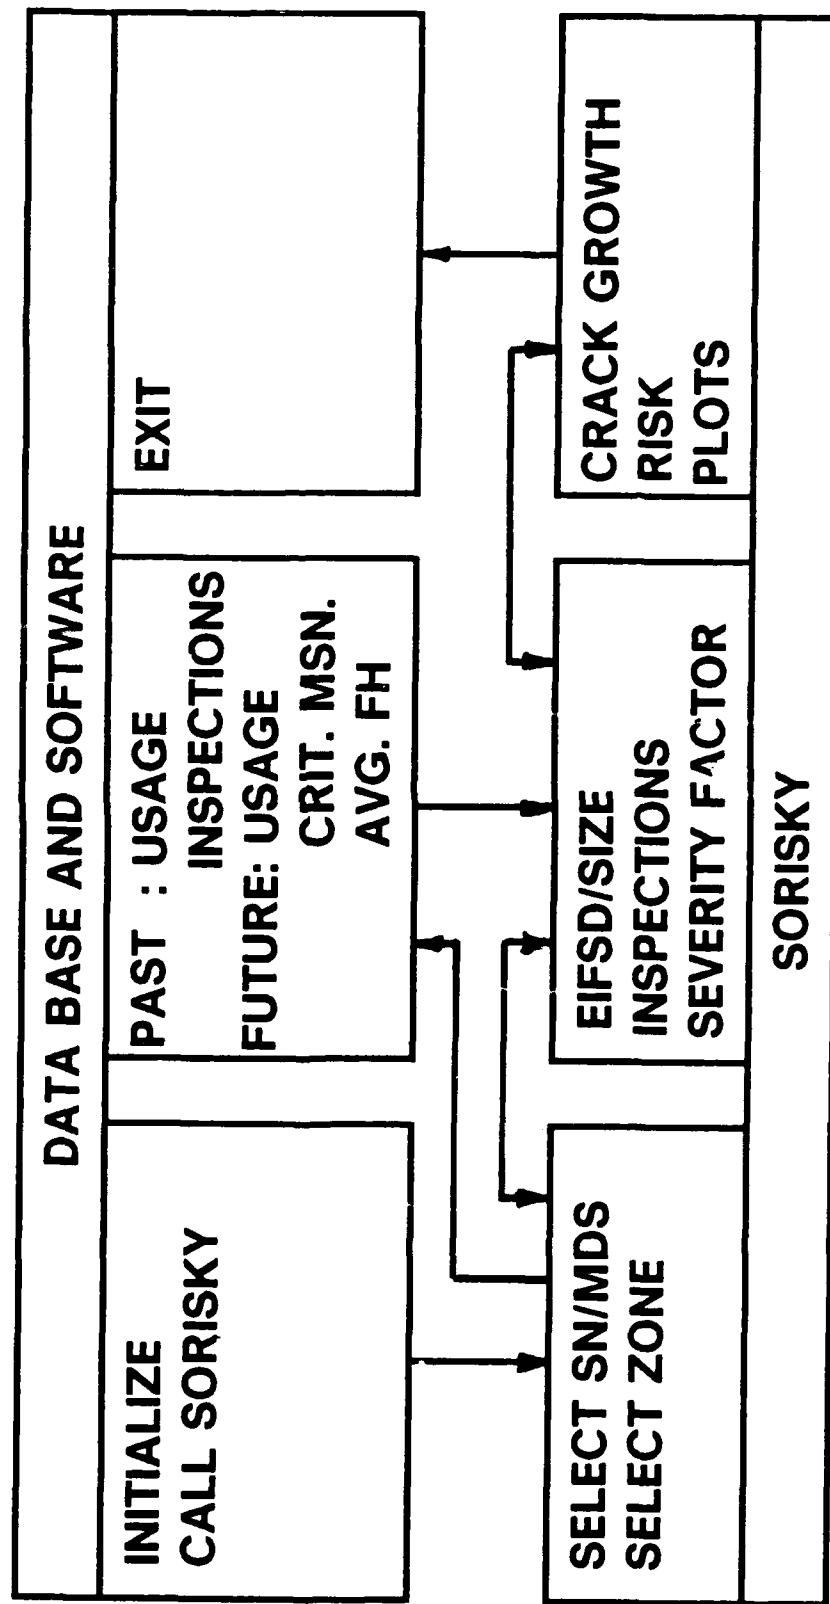 DATA BASE AND SOFTWARE
INITIALIZE
CALL SORISKY
PAST : USAGE
INSPECTIONS
FUTURE: USAGE
CRIT. MSN.
AVG. FH
EXIT
SELECT SN/MDS
SELECT ZONE
EIFSD/SIZE
INSPECTIONS
SEVERITY FACTOR
CRACK GROWTH
RISK
PLOTS
SORISKY